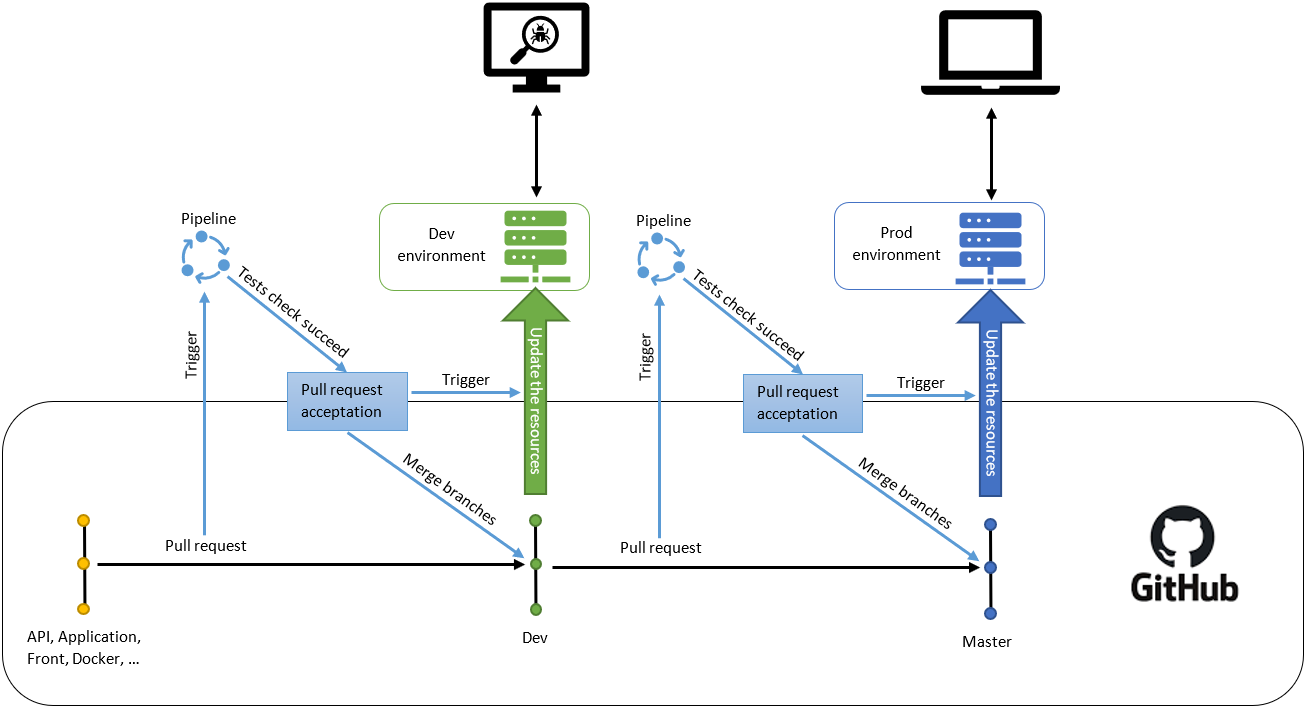 Pipeline
Dev
environment
Pipeline
Prod
environment
Tests check succeed
Tests check succeed
Trigger
Trigger
Update the resources
Update the resources
Pull request
acceptation
Trigger
Pull request
acceptation
Trigger
Merge branches
Merge branches
Pull request
Pull request
GitHub
API, Application,
Front, Docker, ...
Dev
Master